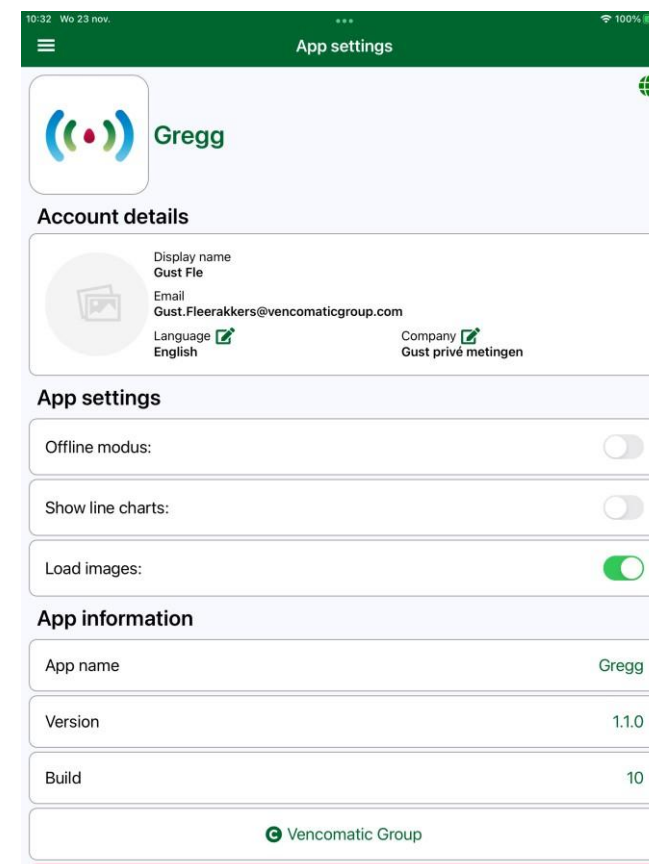 10:32 Wo 23 nov.
100%
App settings
Gregg
Account details
Display name
Gust Fle
Email
Gust.Fleerakkers@vencomaticgroup.com
Language Company
English Gust privé metingen
App settings
Offline modus:
Show line charts:
Load images:
App information
App name Gregg
Version 1.1.0
Build 10
Vencomatic Group